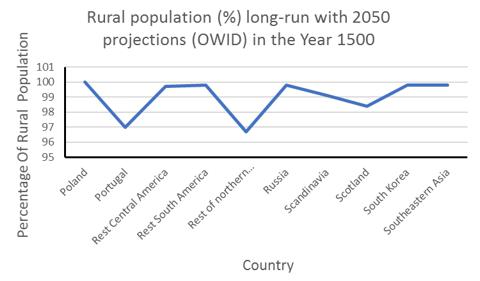 Rural population (%) long-run with 2050
projections (OWID) in the Year 1500
Percentage Of Rural Population
101
100
99
98
97
96
95
Poland
Portugal
Rest Central America
Rest South America
Rest of northern...
Russia
Scandinavia
Scotland
South Korea
Southeastern Asia
Country